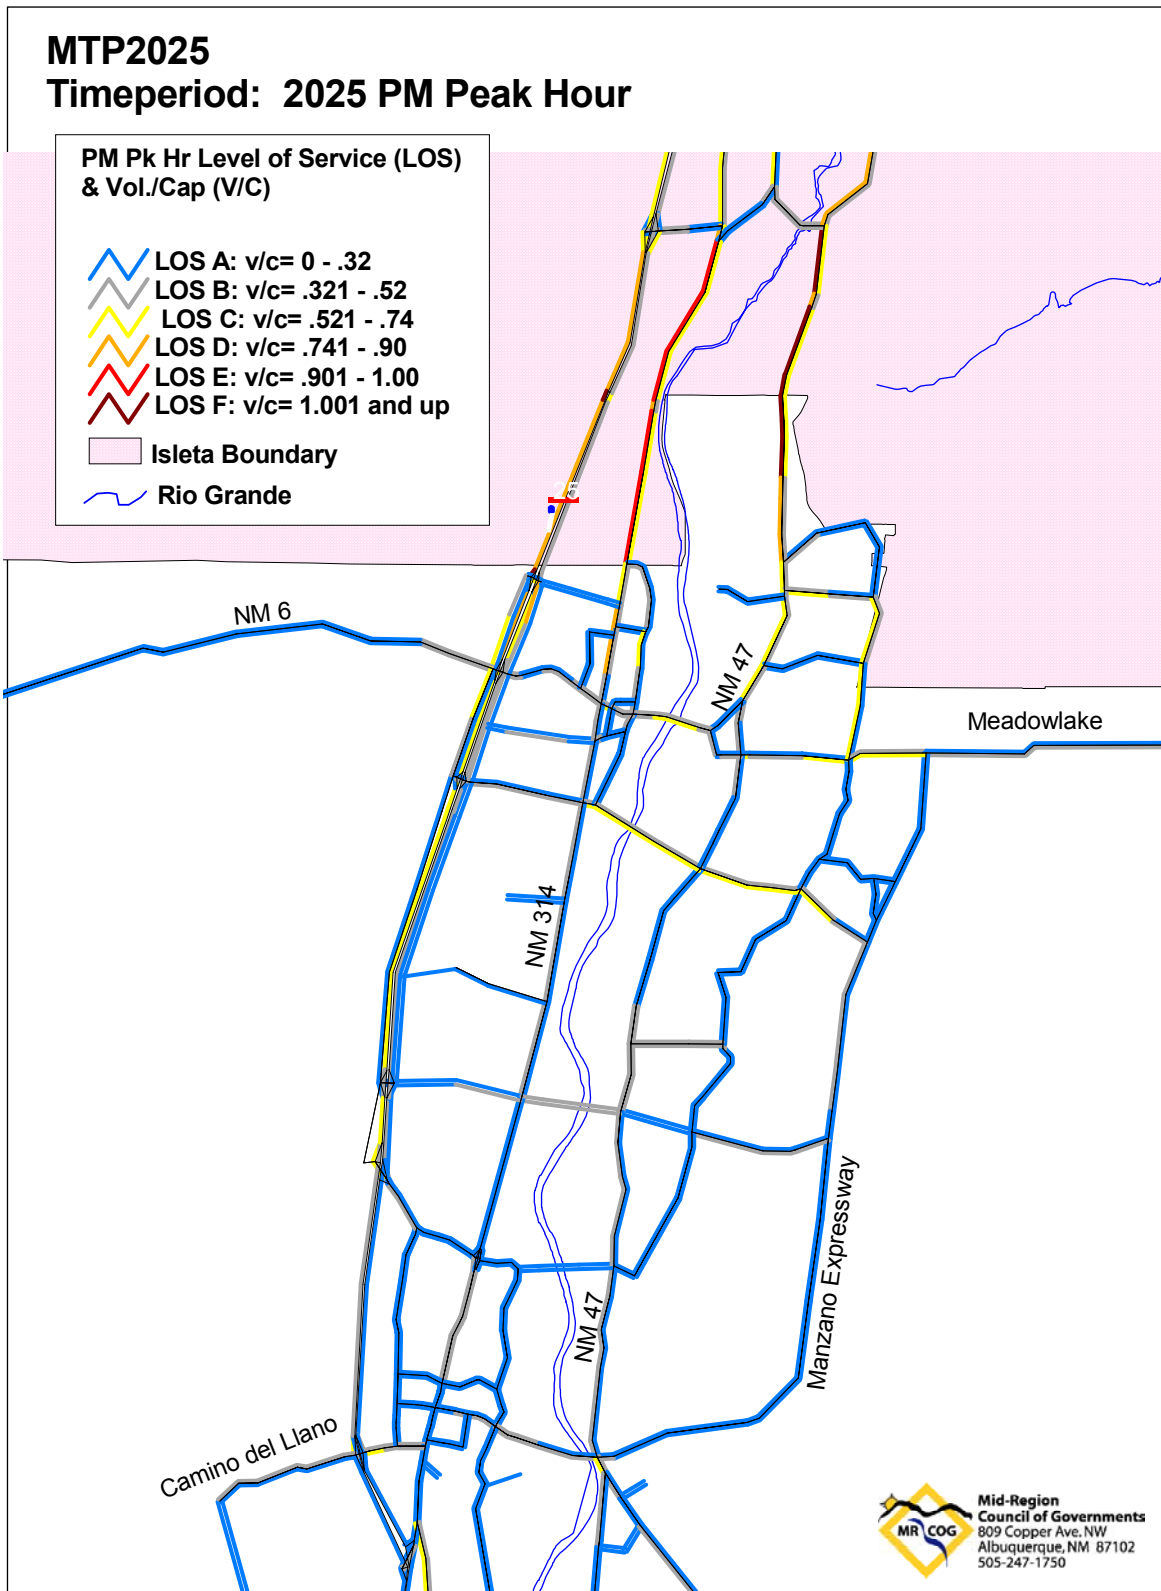 MTP2025
Timeperiod: 2025 PM Peak Hour
PM Pk Hr Level of Service (LOS)
& Vol./Cap (V/C)
LOS A: v/c= 0 - .32
LOS B: v/c= .321 - .52
LOS C: v/c= .521 - .74
LOS D: v/c= .741 - .90
LOS E: v/c= .901 - 1.00
LOS F: v/c= 1.001 and up
Isleta Boundary
Rio Grande
25
NM 6
NM 47
Meadowlake
NM 314
Manzano Expressway
NM 47
Camino del Llano
MR COG
Mid-Region
Council of Governments
809 Copper Ave. NW
Albuquerque, NM 87102
505-247-1750